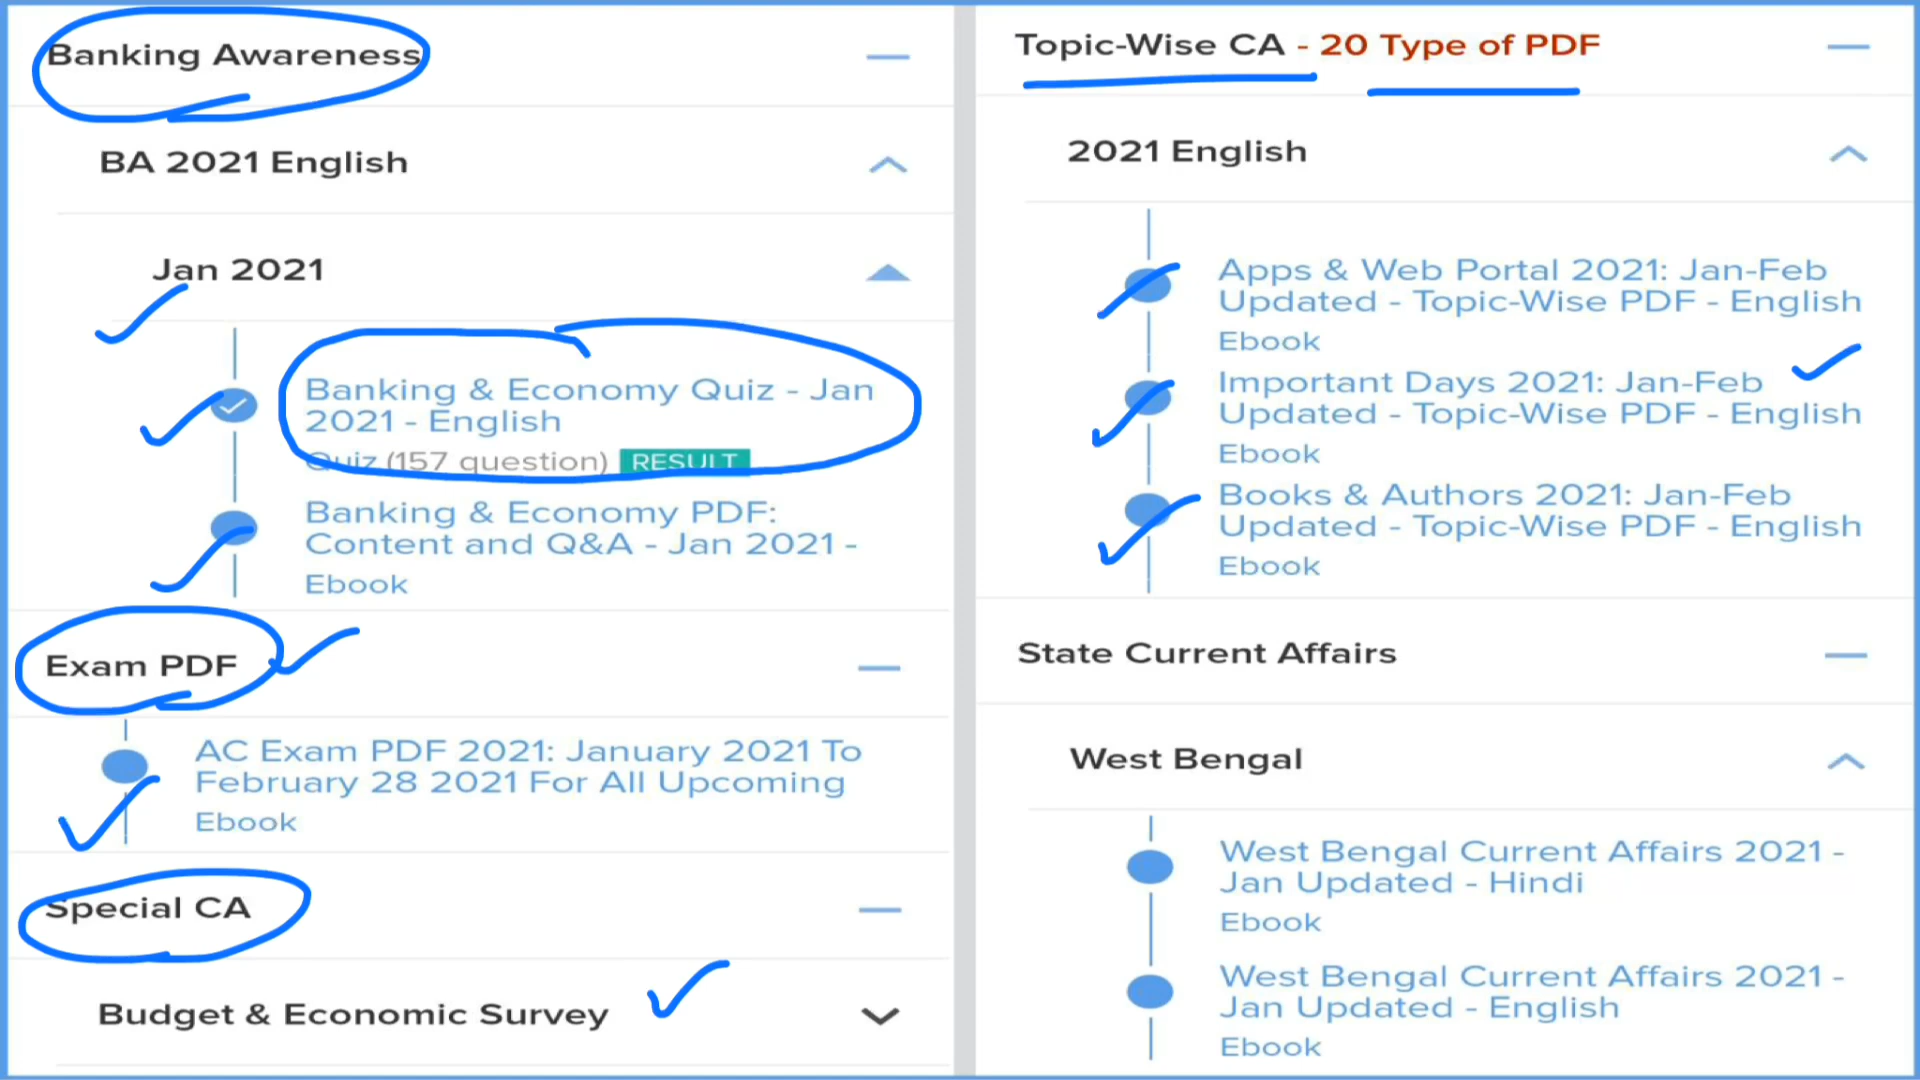 Banking Awareness
BA 2021 English
Jan 2021
Banking & Economy Quiz - Jan
2021 - English
Quiz (157 question) RESULT
Banking & Economy PDF:
Content and Q&A - Jan 2021 -
Ebook
Exam PDF
AC Exam PDF 2021: January 2021 To
February 28 2021 For All Upcoming
Ebook
Special CA
Budget & Economic Survey
Topic-Wise CA - 20 Type of PDF
2021 English
Apps & Web Portal 2021: Jan-Feb
Updated - Topic-Wise PDF - English
Ebook
Important Days 2021: Jan-Feb
Updated - Topic-Wise PDF - English
Ebook
Books & Authors 2021: Jan-Feb
Updated - Topic-Wise PDF - English
Ebook
State Current Affairs
West Bengal
West Bengal Current Affairs 2021 -
Jan Updated - Hindi
Ebook
West Bengal Current Affairs 2021 -
Jan Updated - English
Ebook